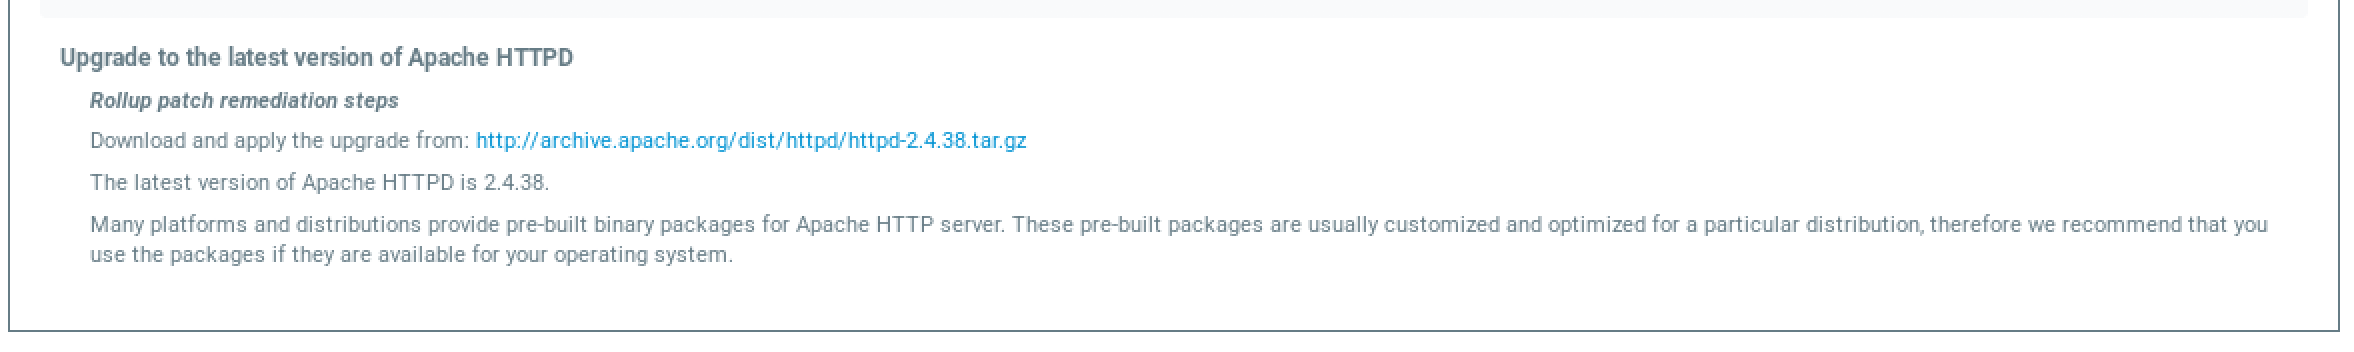 Upgrade to the latest version of Apache HTTPD
Rollup patch remediation steps
Download and apply the upgrade from: http://archive.apache.org/dist/httpd/httpd-2.4.38.tar.gz
The latest version of Apache HTTPD is 2.4.38.
Many platforms and distributions provide pre-built binary packages for Apache HTTP server. These pre-built packages are usually customized and optimized for a particular distribution, therefore we recommend that you
use the packages if they are available for your operating system.